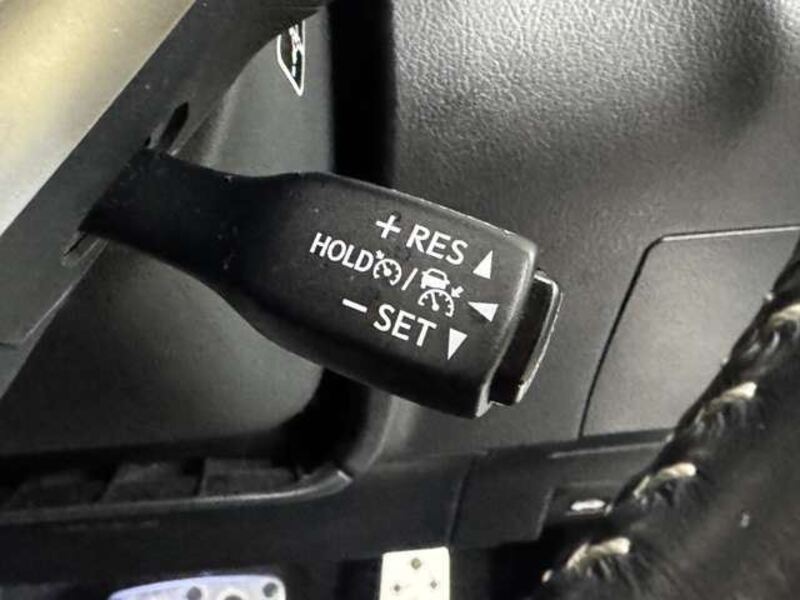 + RES
HOLD /
− SET